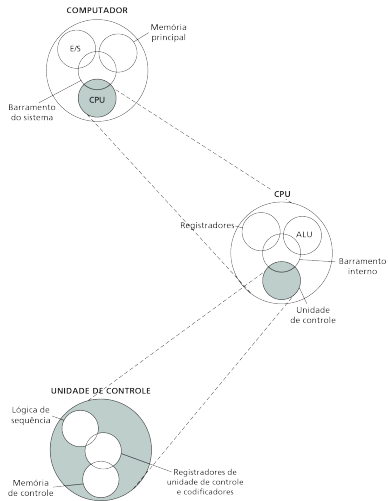 COMPUTADOR
Memória
principal
E/S
CPU
Barramento
do sistema
CPU
Registradores
ALU
Barramento
interno
Unidade
de controle
UNIDADE DE CONTROLE
Lógica de
sequência
Memória
de controle
Registradores de
unidade de controle
e codificadores